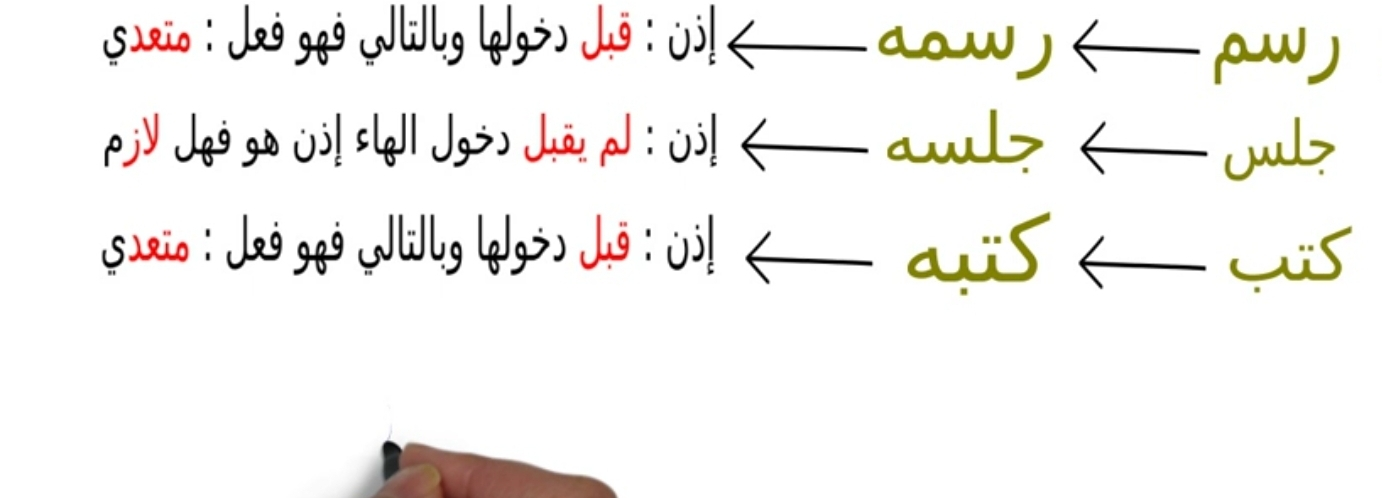 رسم رسمه إذن : قبل دخولها وبالتالي فهو فعل : متعدي
جلس جلسه إذن : لم يقبل دخول الهاء إذن هو فهل لازم
كتب كتبه إذن : قبل دخولها وبالتالي فهو فعل : متعدي